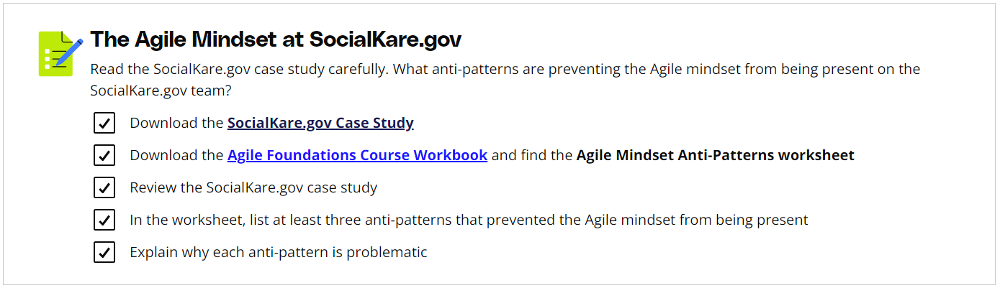 The Agile Mindset at SocialKare.gov
Read the SocialKare.gov case study carefully. What anti-patterns are preventing the Agile mindset from being present on the
SocialKare.gov team?
Download the SocialKare.gov Case Study
Download the Agile Foundations Course Workbook and find the Agile Mindset Anti-Patterns worksheet
Review the SocialKare.gov case study
In the worksheet, list at least three anti-patterns that prevented the Agile mindset from being present
Explain why each anti-pattern is problematic